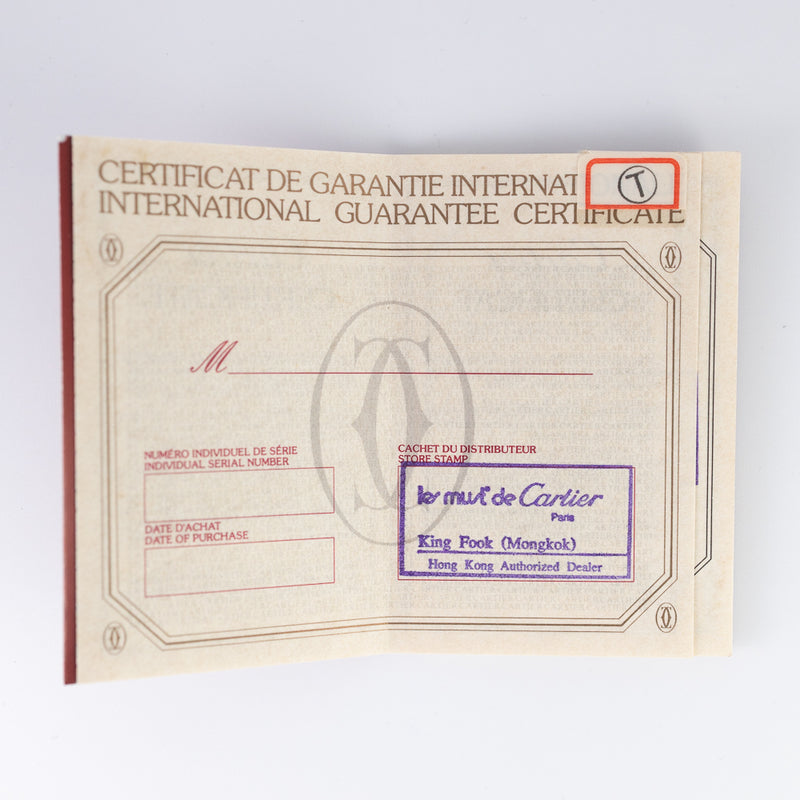 CERTIFICAT DE GARANTIE INTERNAT
INTERNATIONAL GUARANTEE CERTIFICATE
T
M
NUMÉRO INDIVIDUEL DE SÉRIE
INDIVIDUAL SERIAL NUMBER
DATE D'ACHAT
DATE OF PURCHASE
CACHET DU DISTRIBUTEUR
STORE STAMP
les must de Cartier
Paris
King Fook (Mongkok)
Hong Kong Authorized Dealer